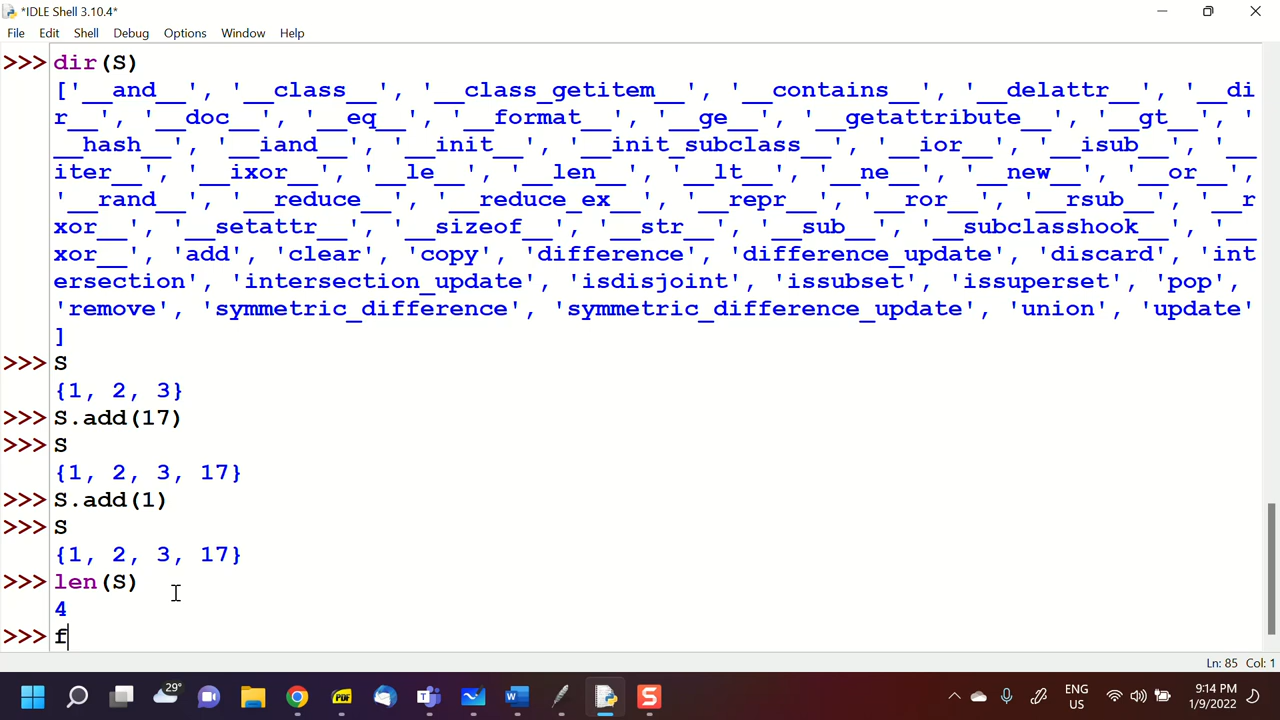 *IDLE Shell 3.10.4*
File Edit Shell Debug Options Window Help
>>> dir(S)
['__and__', '__class__', '__class_getitem__', '__contains__', '__delattr__', '__di
r__', '__doc__', '__eq__', '__format__', '__ge__', '__getattribute__', '__gt__', '
__hash__', '__iand__', '__init__', '__init_subclass__', '__ior__', '__isub__', '__
iter__', '__ixor__', '__le__', '__len__', '__lt__', '__ne__', '__new__', '__or__',
'__rand__', '__reduce__', '__reduce_ex__', '__repr__', '__ror__', '__rsub__', '__r
xor__', '__setattr__', '__sizeof__', '__str__', '__sub__', '__subclasshook__', '__
xor__', 'add', 'clear', 'copy', 'difference', 'difference_update', 'discard', 'int
ersection', 'intersection_update', 'isdisjoint', 'issubset', 'issuperset', 'pop',
'remove', 'symmetric_difference', 'symmetric_difference_update', 'union', 'update'
]
>>> S
{1, 2, 3}
>>> S.add(17)
>>> S
{1, 2, 3, 17}
>>> S.add(1)
>>> S
{1, 2, 3, 17}
>>> len(S)
4
>>> f
Ln: 85 Col: 1
29°
PDF
ENG
US
9:14 PM
1/9/2022